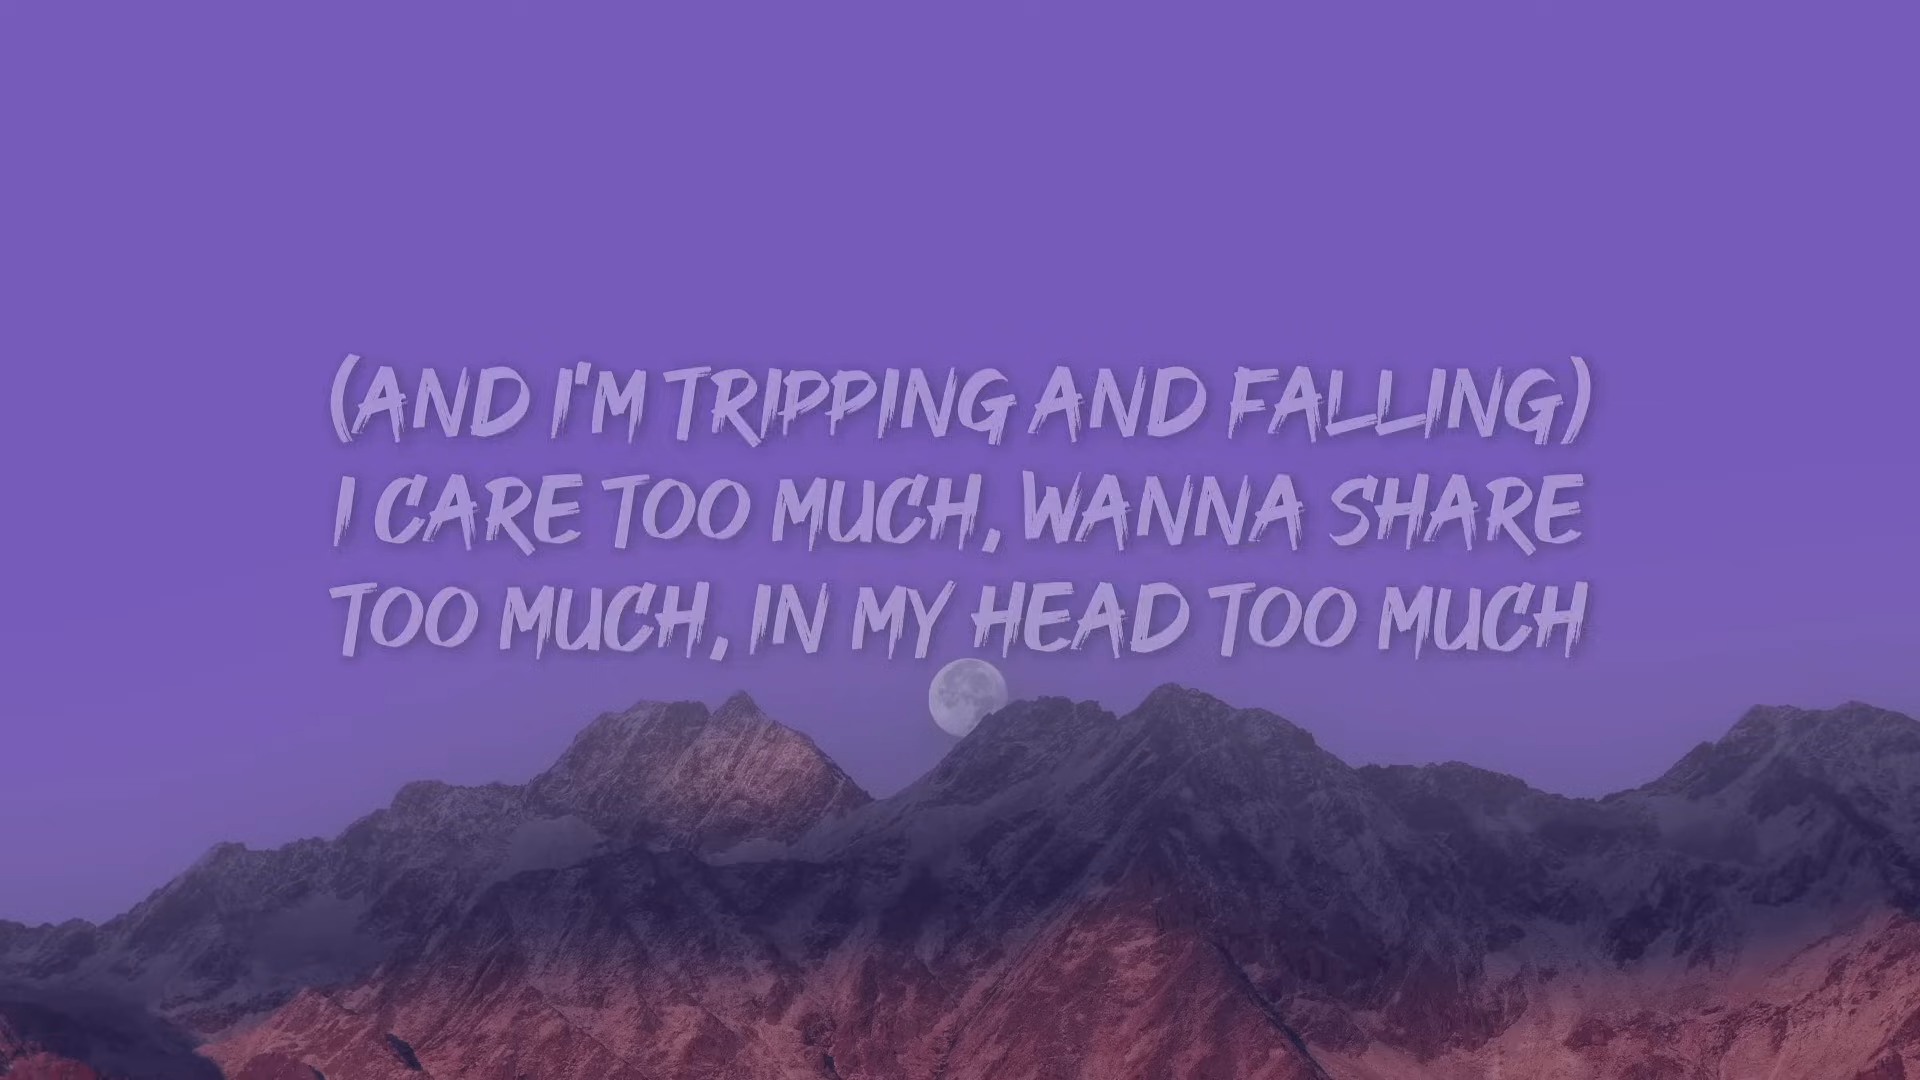 (AND I'M TRIPPING AND FALLING)
I CARE TOO MUCH, WANNA SHARE
TOO MUCH, IN MY HEAD TOO MUCH